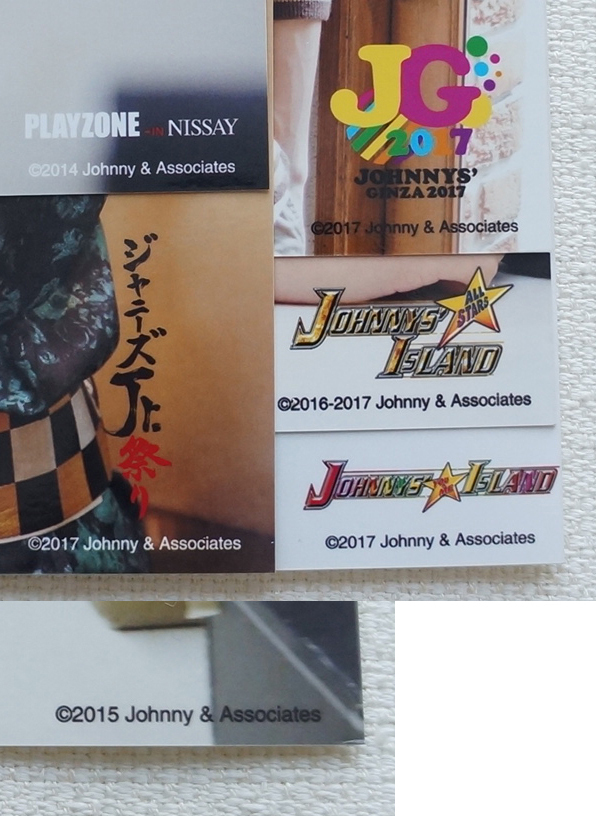 PLAYZONE →IN NISSAY
©2014 Johnny & Associates
JG
2017
JOHNNYS'
GINZA 2017
©2017 Johnny & Associates
ジャニーズJr.祭り
©2017 Johnny & Associates
JOHNNYS' ALL STARS ISLAND
©2016-2017 Johnny & Associates
JOHNNYS' ISLAND
©2017 Johnny & Associates
©2015 Johnny & Associates